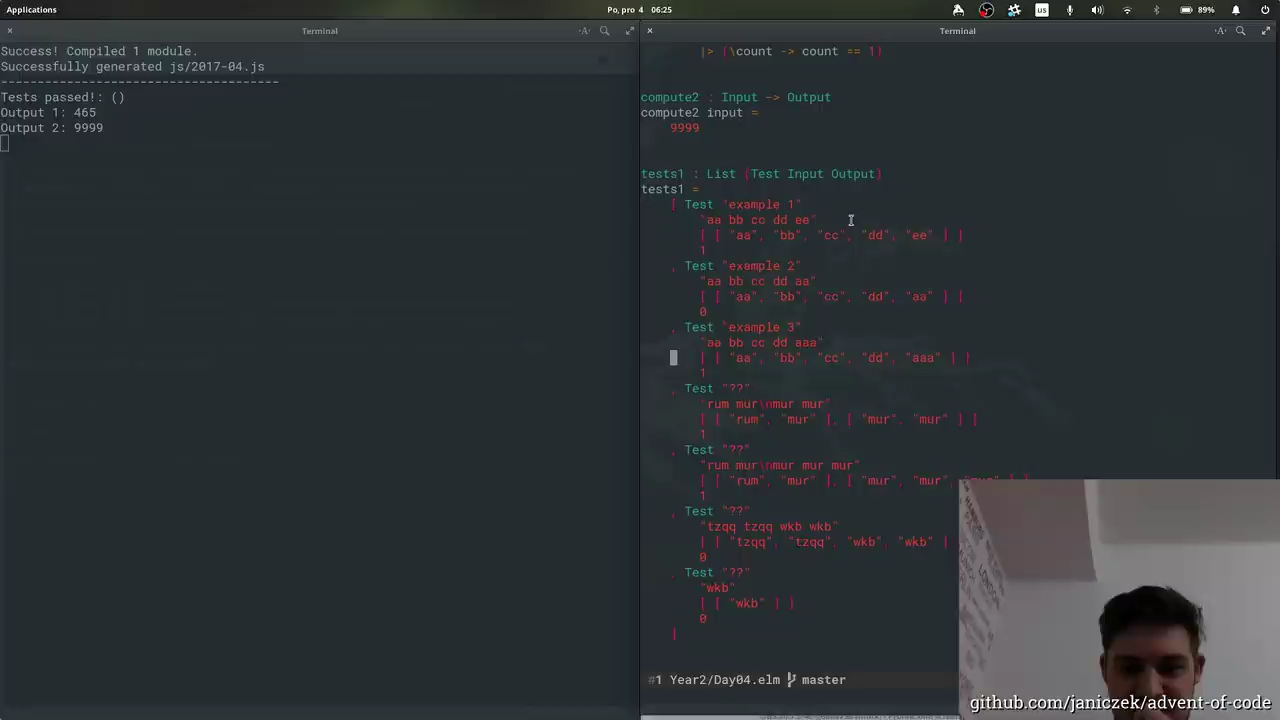 Applications
Po, pro 4 06:25
us
89%
Terminal
Success! Compiled 1 module.
Successfully generated js/2017-04.js
--------------------------------------
Tests passed!: ()
Output 1: 465
Output 2: 9999
Terminal
|> (\count -> count == 1)
compute2 : Input -> Output
compute2 input =
9999
tests1 : List (Test Input Output)
tests1 =
[ Test "example 1"
"aa bb cc dd ee"
[ [ "aa", "bb", "cc", "dd", "ee" ] ]
1
, Test "example 2"
"aa bb cc dd aa"
[ [ "aa", "bb", "cc", "dd", "aa" ] ]
0
, Test "example 3"
"aa bb cc dd aaa"
[ [ "aa", "bb", "cc", "dd", "aaa" ] ]
1
, Test "??"
"rum mur\nmur mur"
[ [ "rum", "mur" ], [ "mur", "mur" ] ]
1
, Test "??"
"rum mur\nmur mur mur"
[ [ "rum", "mur" ], [ "mur", "mur", "mur" ] ]
1
, Test "??"
"tzqq tzqq wkb wkb"
[ [ "tzqq", "tzqq", "wkb", "wkb" ]
0
, Test "??"
"wkb"
[ [ "wkb" ] ]
0
]
#1 Year2/Day04.elm master
github.com/janiczek/advent-of-code